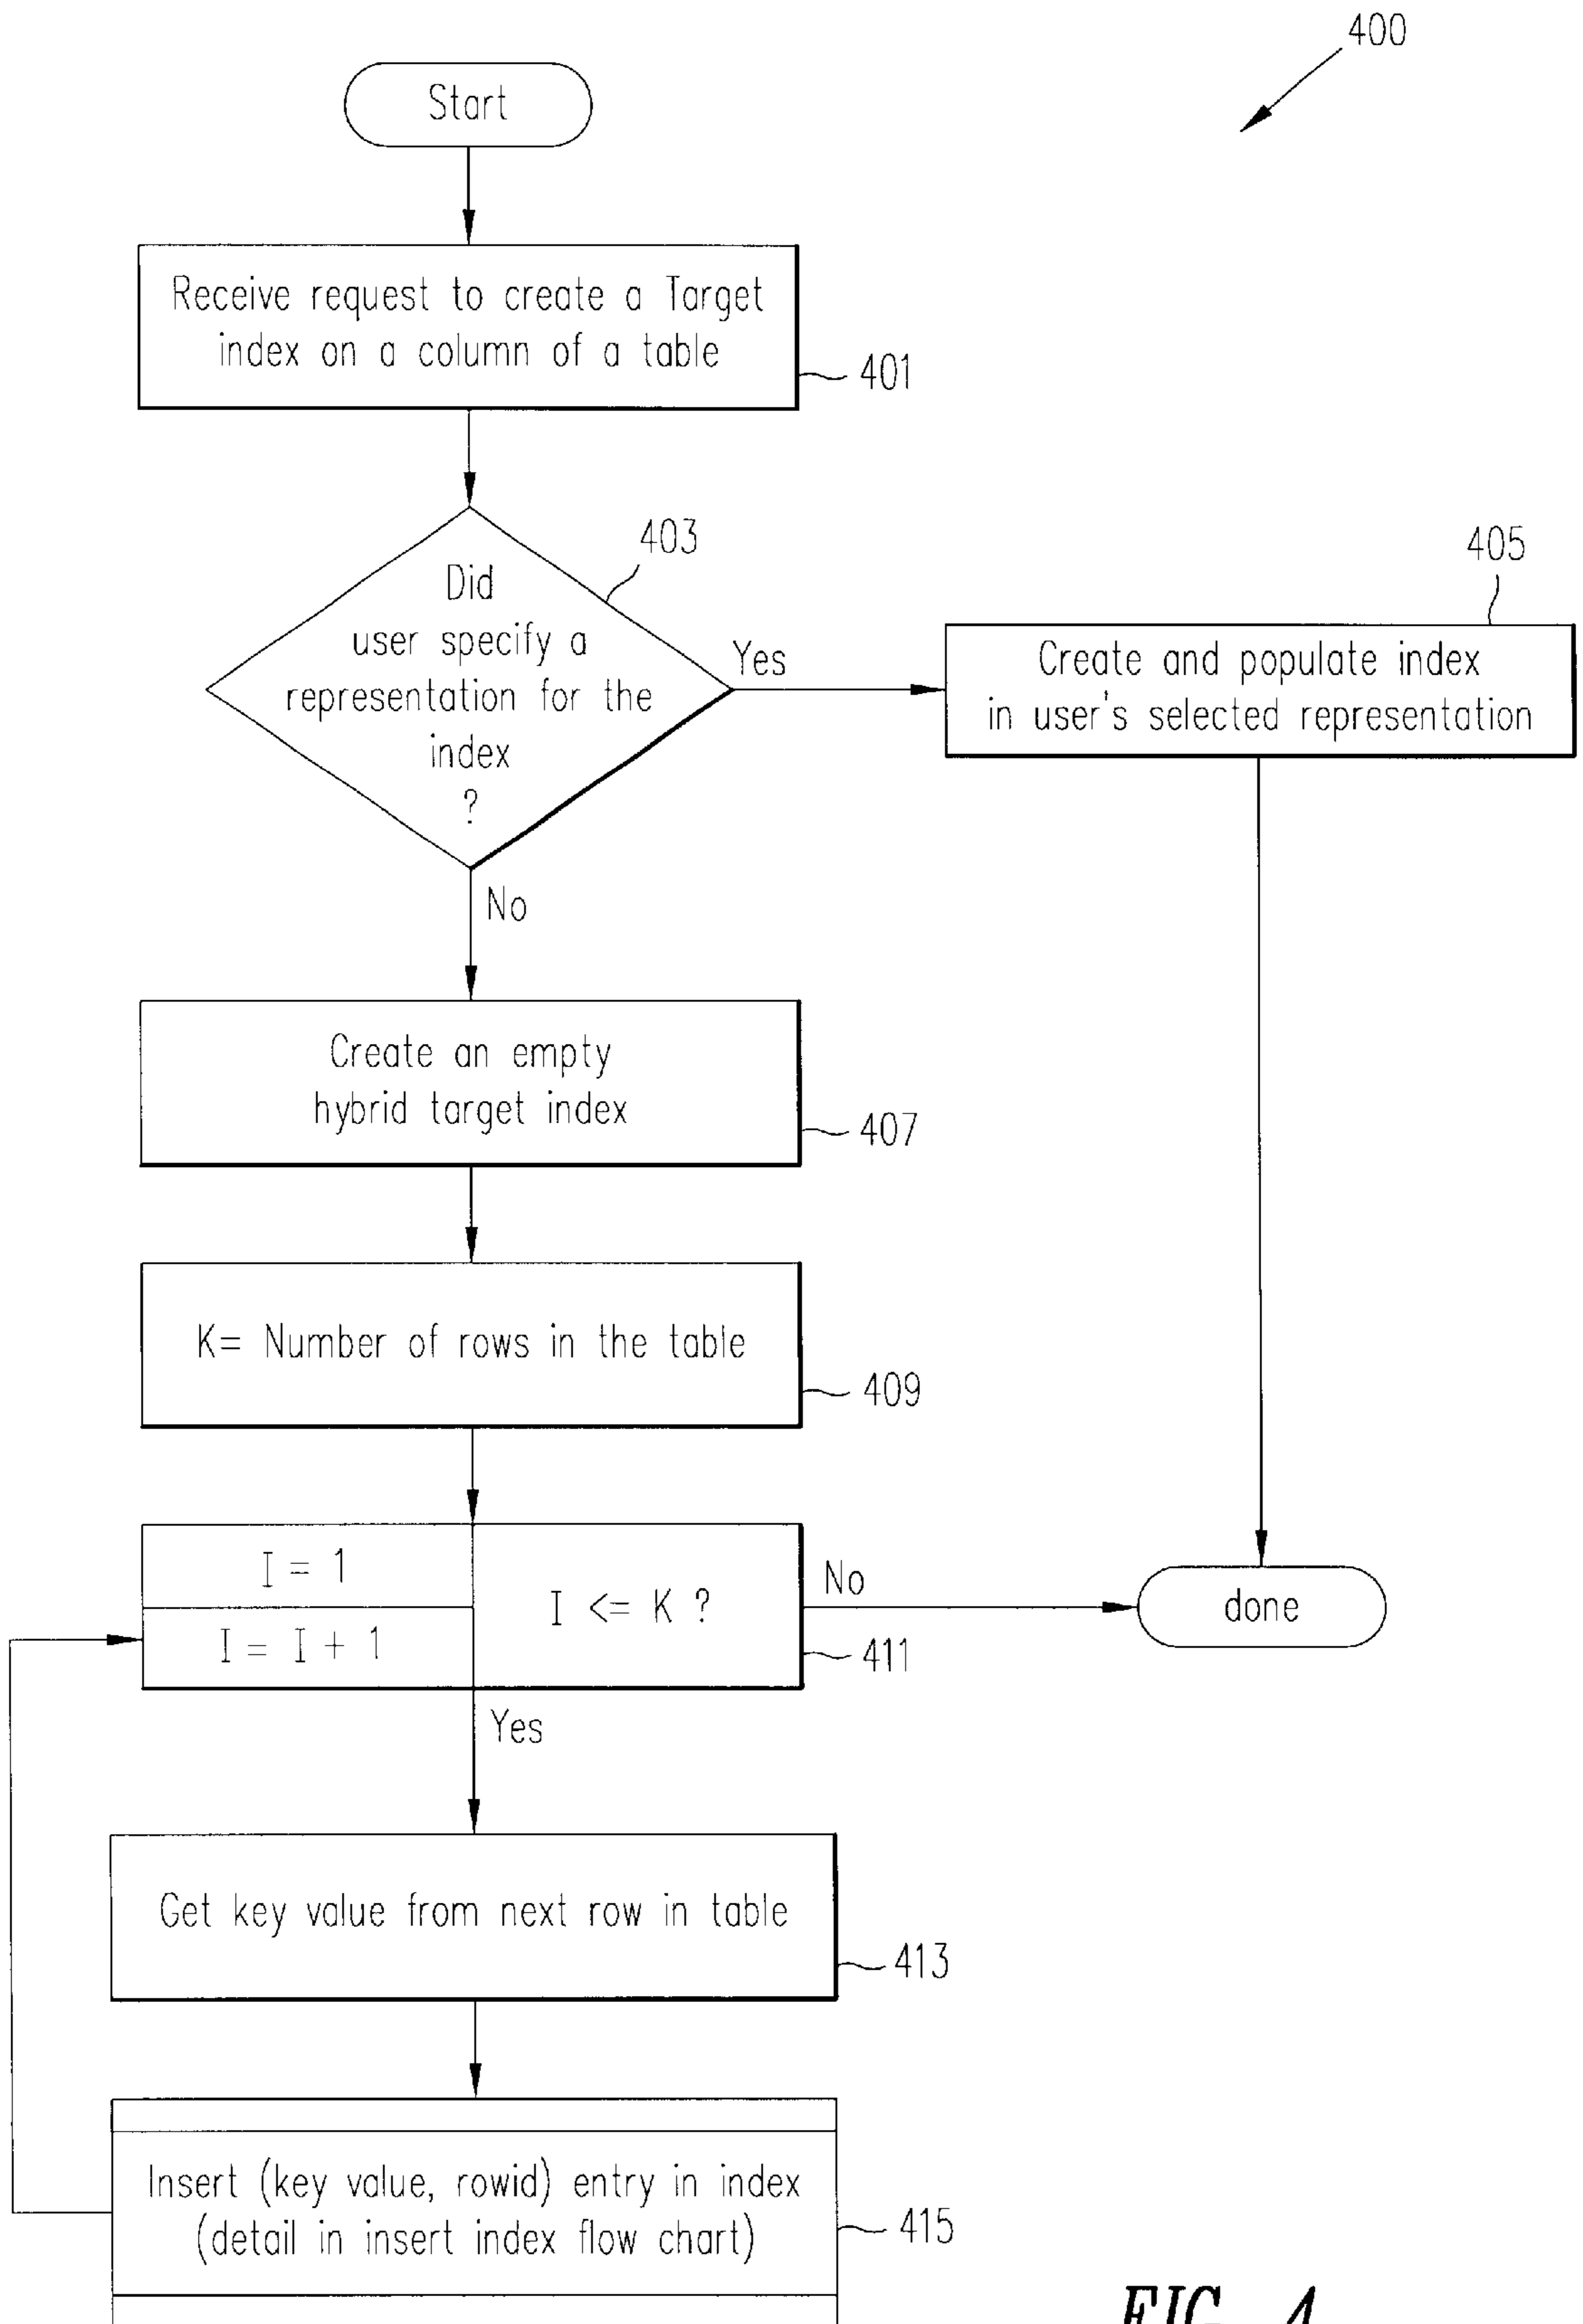 400
Start
Receive request to create a Target
index on a column of a table
401
403
Did
user specify a
representation for the
index
?
Yes
405
Create and populate index
in user's selected representation
No
Create an empty
hybrid target index
407
K= Number of rows in the table
409
I = 1
I = I + 1
I <= K ?
No
done
411
Yes
Get key value from next row in table
413
Insert (key value, rowid) entry in index
(detail in insert index flow chart)
415
FIG. 4